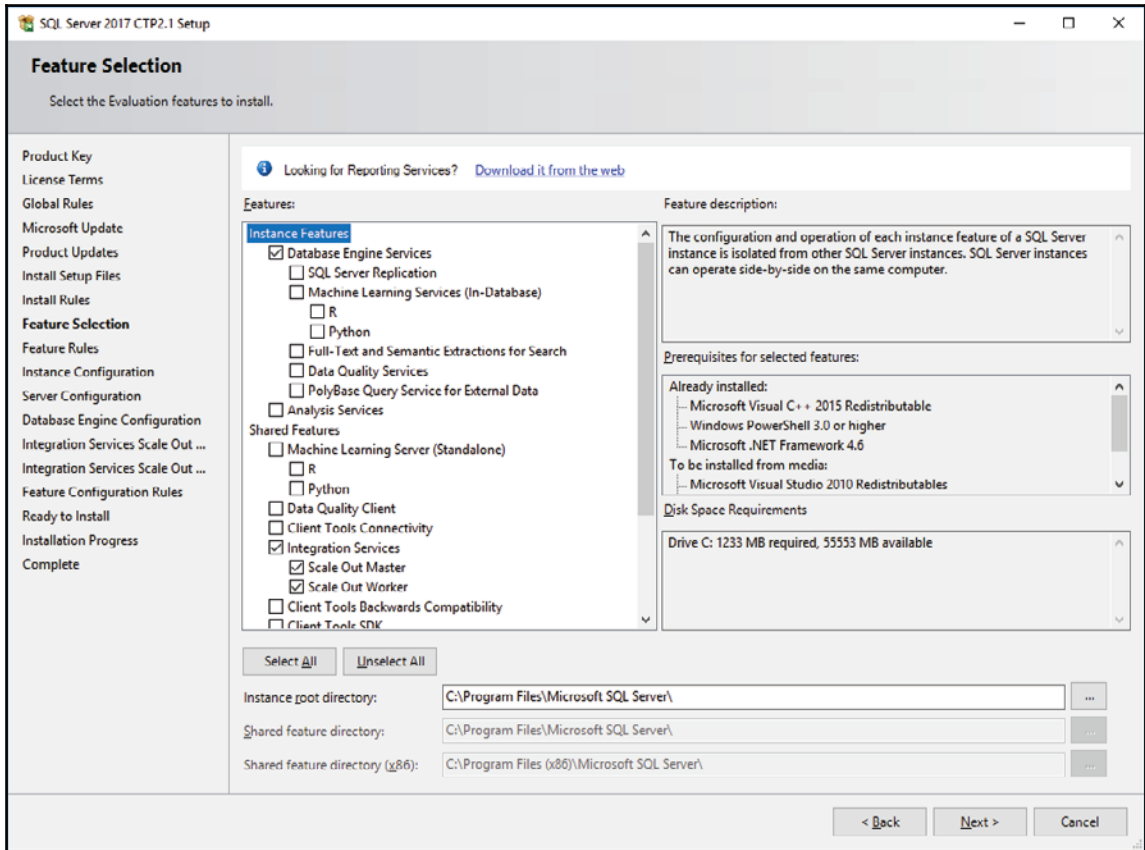 SQL Server 2017 CTP2.1 Setup
Feature Selection
Select the Evaluation features to install.
Product Key
License Terms
Global Rules
Microsoft Update
Product Updates
Install Setup Files
Install Rules
Feature Selection
Feature Rules
Instance Configuration
Server Configuration
Database Engine Configuration
Integration Services Scale Out ...
Integration Services Scale Out ...
Feature Configuration Rules
Ready to Install
Installation Progress
Complete
Looking for Reporting Services? Download it from the web
Features:
Instance Features
Database Engine Services
SQL Server Replication
Machine Learning Services (In-Database)
R
Python
Full-Text and Semantic Extractions for Search
Data Quality Services
PolyBase Query Service for External Data
Analysis Services
Shared Features
Machine Learning Server (Standalone)
R
Python
Data Quality Client
Client Tools Connectivity
Integration Services
Scale Out Master
Scale Out Worker
Client Tools Backwards Compatibility
Client Tools SDK
Feature description:
The configuration and operation of each instance feature of a SQL Server
instance is isolated from other SQL Server instances. SQL Server instances
can operate side-by-side on the same computer.
Prerequisites for selected features:
Already installed:
Microsoft Visual C++ 2015 Redistributable
Windows PowerShell 3.0 or higher
Microsoft .NET Framework 4.6
To be installed from media:
Microsoft Visual Studio 2010 Redistributables
Disk Space Requirements
Drive C: 1233 MB required, 55553 MB available
Select All
Unselect All
Instance root directory:
C:\Program Files\Microsoft SQL Server\
...
Shared feature directory:
C:\Program Files\Microsoft SQL Server\
...
Shared feature directory (x86):
C:\Program Files (x86)\Microsoft SQL Server\
...
< Back
Next >
Cancel